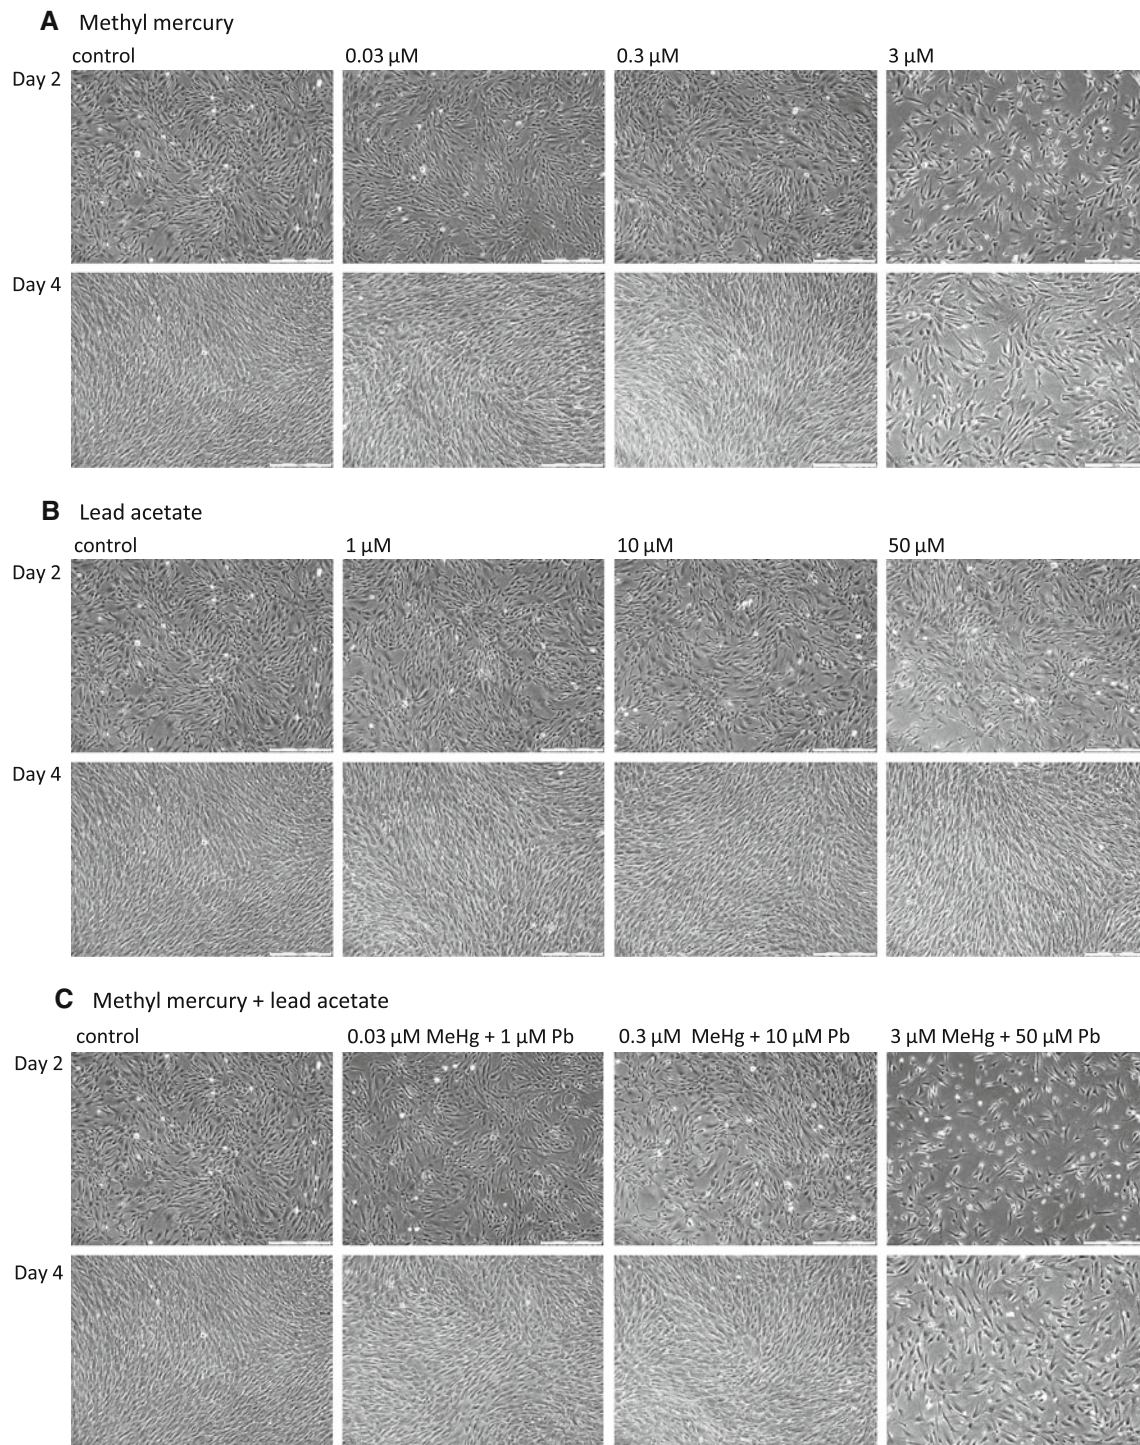 A Methyl mercury
control 0.03 µM 0.3 µM 3 µM
Day 2
Day 4
B Lead acetate
control 1 µM 10 µM 50 µM
Day 2
Day 4
C Methyl mercury + lead acetate
control 0.03 µM MeHg + 1 µM Pb 0.3 µM MeHg + 10 µM Pb 3 µM MeHg + 50 µM Pb
Day 2
Day 4